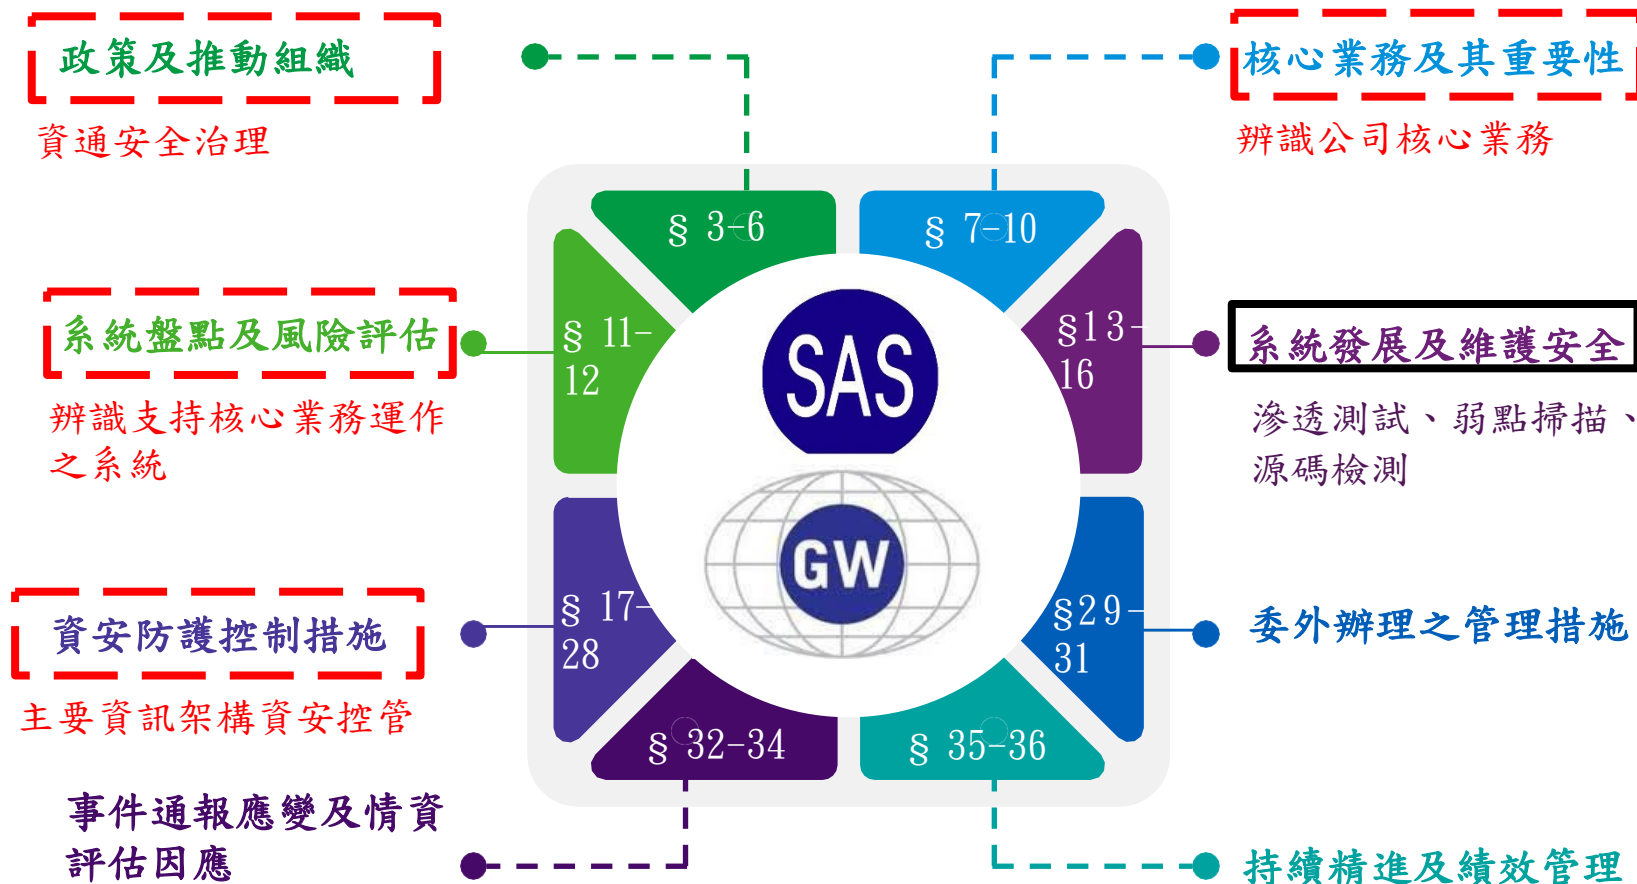 政策及推動組織
資通安全治理
核心業務及其重要性
辨識公司核心業務
§ 3-6
§ 7-10
系統盤點及風險評估
辨識支持核心業務運作
之系統
§ 11-
12
SAS
§13-
16
系統發展及維護安全
滲透測試、弱點掃描、
源碼檢測
資安防護控制措施
主要資訊架構資安控管
§ 17-
28
GW
§29-
31
委外辦理之管理措施
§ 32-34
§ 35-36
事件通報應變及情資
評估因應
持續精進及績效管理